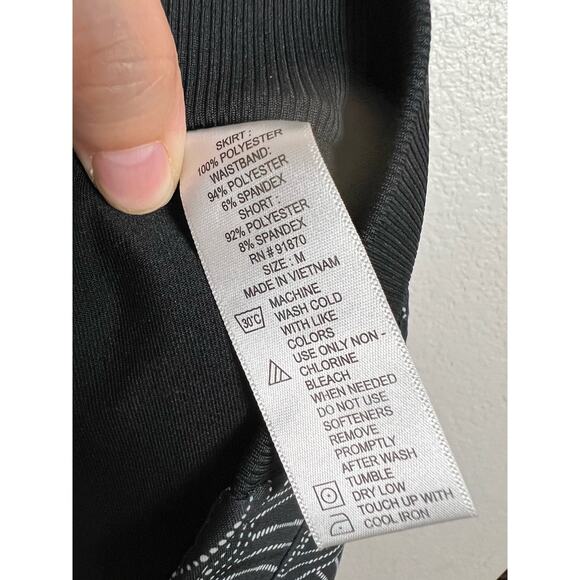 SKIRT :
100% POLYESTER
WAISTBAND:
94% POLYESTER
6% SPANDEX
SHORT :
92% POLYESTER
8% SPANDEX
RN # 91870
SIZE : M
MADE IN VIETNAM
30°C MACHINE
WASH COLD
WITH LIKE
COLORS
USE ONLY NON -
CHLORINE
BLEACH
WHEN NEEDED
DO NOT USE
SOFTENERS
REMOVE
PROMPTLY
AFTER WASH
TUMBLE
DRY LOW
TOUCH UP WITH
COOL IRON